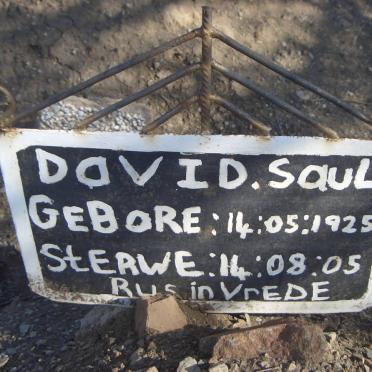 DAVID. SAUL
GEBORE: 14:05:1925
StERWE: 14:08:05
RUS in VREDE